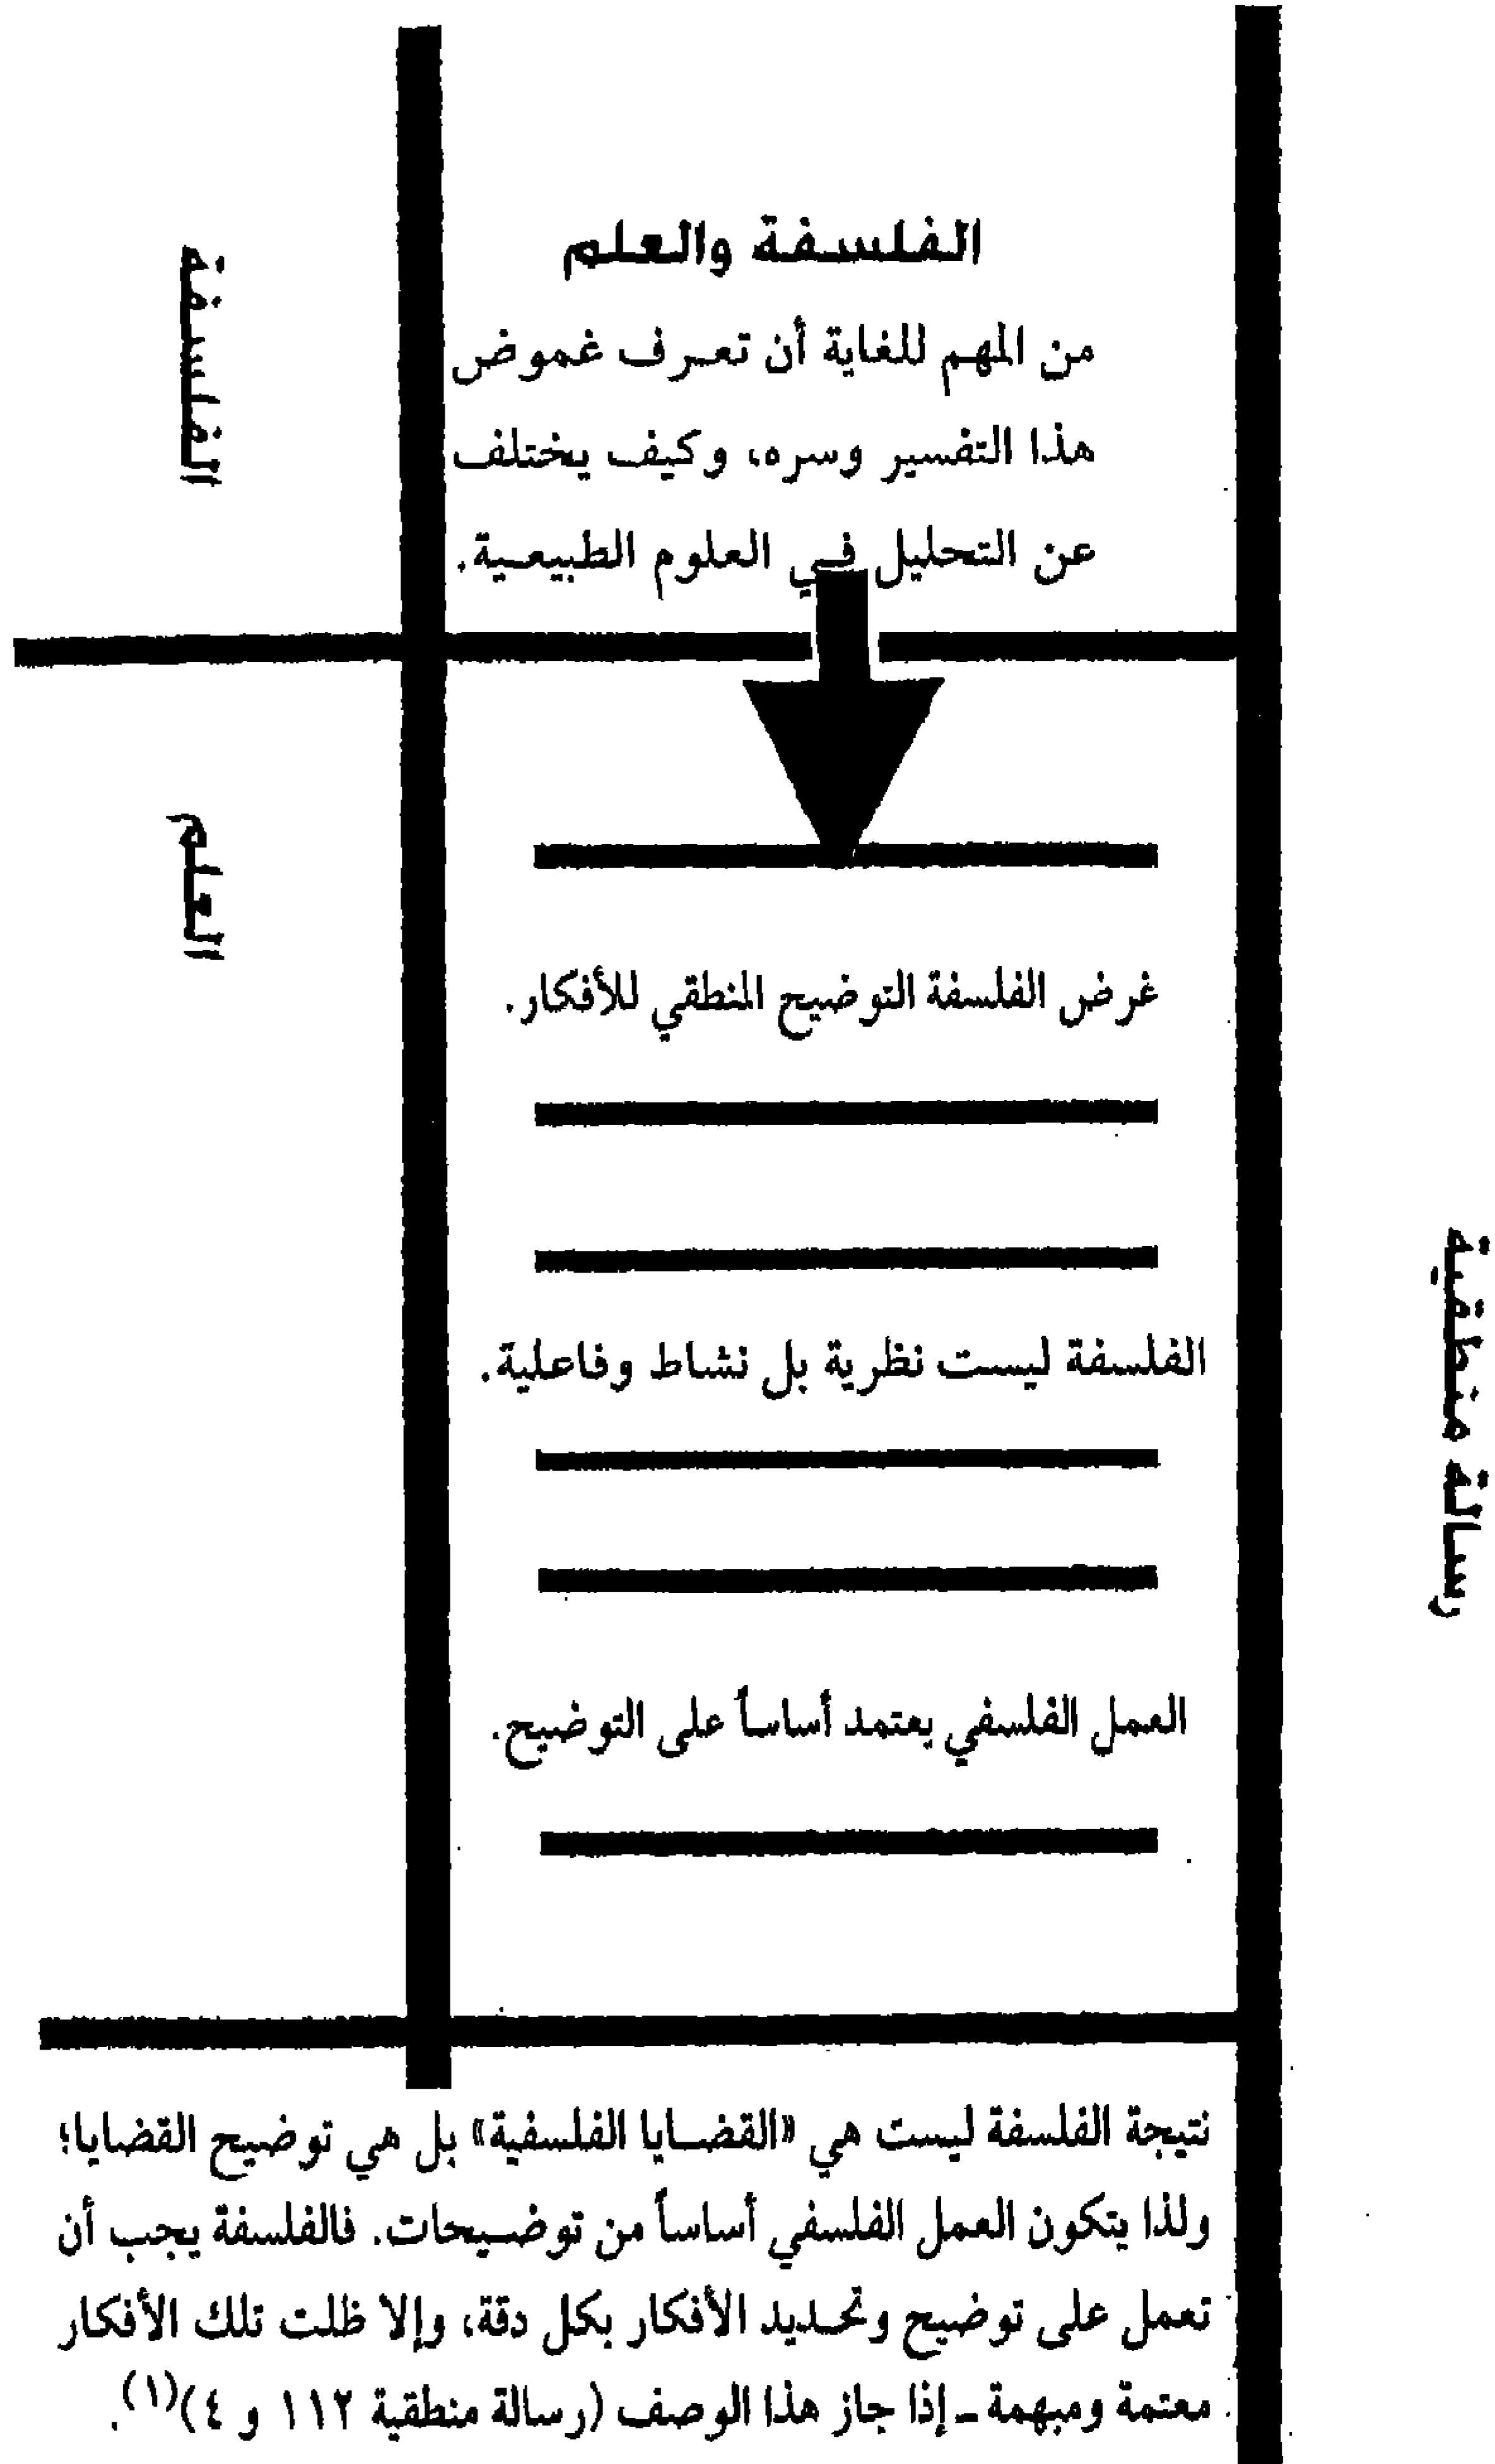 الفلسفة والعلم
من المهم للغاية أن تعرف غموض
هذا التفسير وسره، وكيف يختلف
عن التحليل في العلوم الطبيعية.
الفلسفة
العلم
غرض الفلسفة التوضيح المنطقي للأفكار.
الفلسفة ليست نظرية بل نشاط وفاعلية.
العمل الفلسفي يعتمد أساساً على التوضيح.
رسالة منطقية
نتيجة الفلسفة ليست هي «القضايا الفلسفية» بل هي توضيح القضايا؛
ولذا يتكون العمل الفلسفي أساساً من توضيحات. فالفلسفة يجب أن
تعمل على توضيح وتحديد الأفكار بكل دقة، وإلا ظلت تلك الأفكار
معتمة ومبهمة ـ إذا جاز هذا الوصف (رسالة منطقية ١١٢ و ٤)(١).